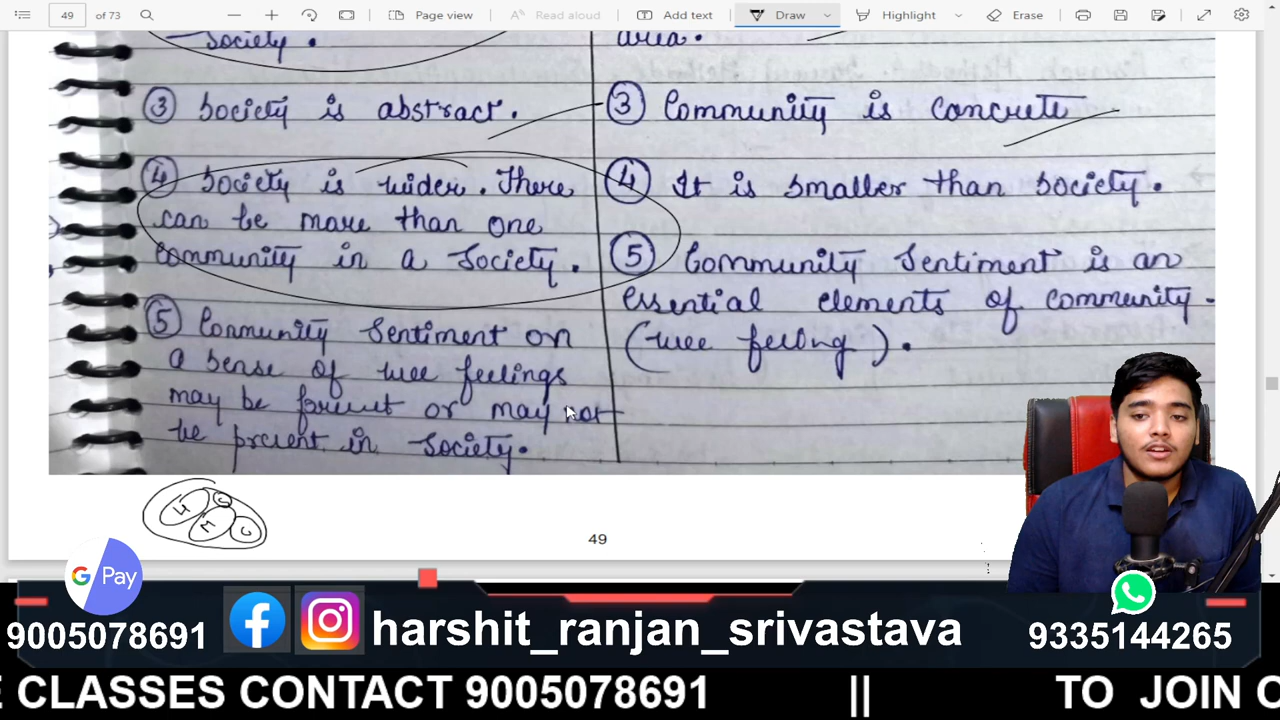 49 of 73
Page view
Read aloud
Add text
Draw
Highlight
Erase
society.
area.
③ Society is abstract.
③ Community is concrete
④ Society is wider. There
can be more than one
community in a society.
④ It is smaller than society.
⑤ Community Sentiment is an
essential elements of community.
(wee feeling).
⑤ Community Sentiment or
a sense of wee feelings
may be present or may not
be present in society.
H
M
C
49
G Pay
9005078691
harshit_ranjan_srivastava
9335144265
E CLASSES CONTACT 9005078691 || TO JOIN O